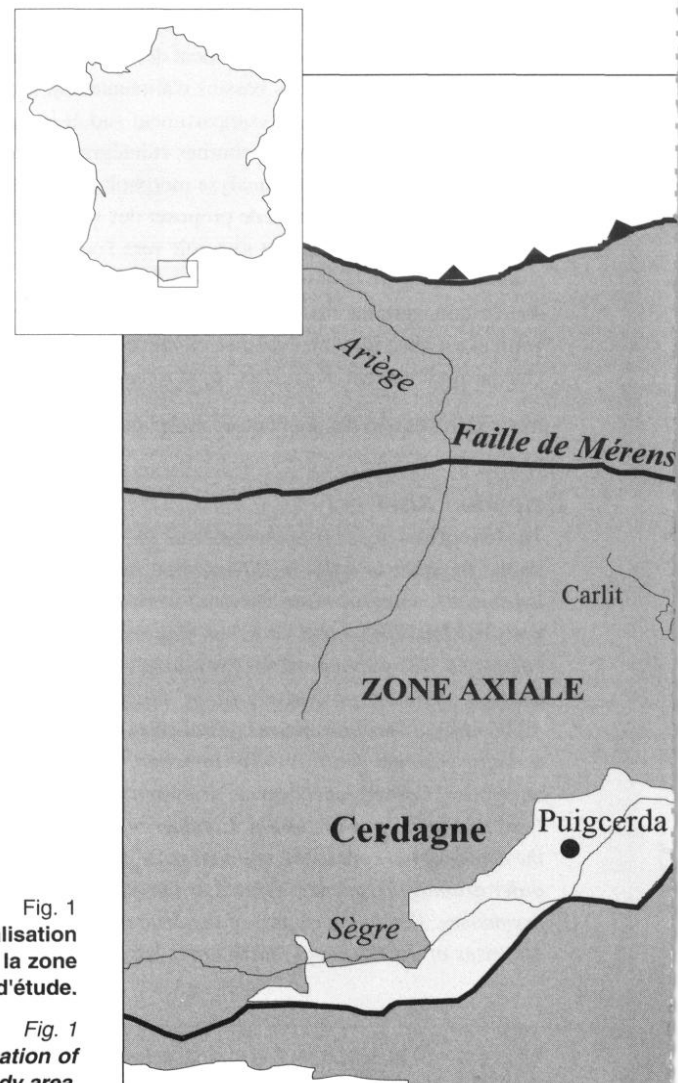 Ariège
Faille de Mérens
Carlit
ZONE AXIALE
Cerdagne
Puigcerda
Sègre
Fig. 1
la zone
d'étude.
Fig. 1